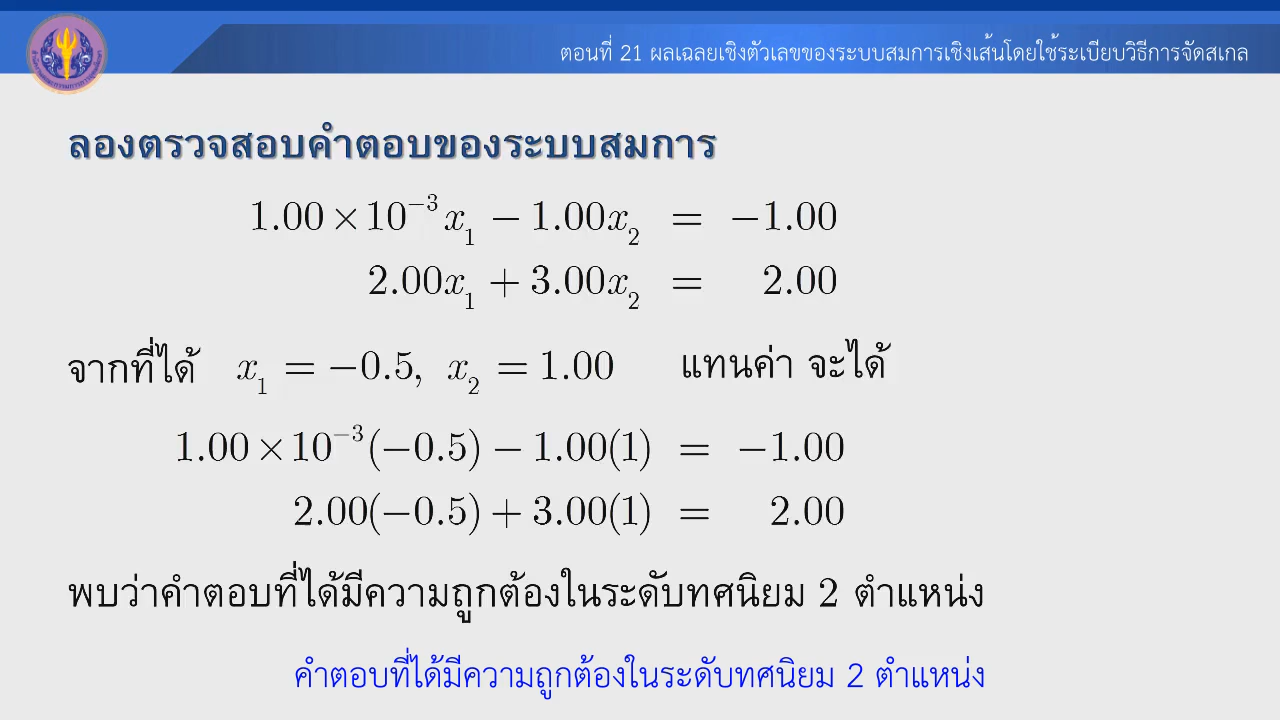 ตอนที่ 21 ผลเฉลยเชิงตัวเลขของระบบสมการเชิงเส้นโดยใช้ระเบียบวิธีการจัดสเกล
ลองตรวจสอบคำตอบของระบบสมการ
1.00×10⁻³x₁ − 1.00x₂ = −1.00
2.00x₁ + 3.00x₂ = 2.00
จากที่ได้ x₁ = −0.5, x₂ = 1.00 แทนค่า จะได้
1.00×10⁻³(−0.5) − 1.00(1) = −1.00
2.00(−0.5) + 3.00(1) = 2.00
พบว่าคำตอบที่ได้มีความถูกต้องในระดับทศนิยม 2 ตำแหน่ง
คำตอบที่ได้มีความถูกต้องในระดับทศนิยม 2 ตำแหน่ง